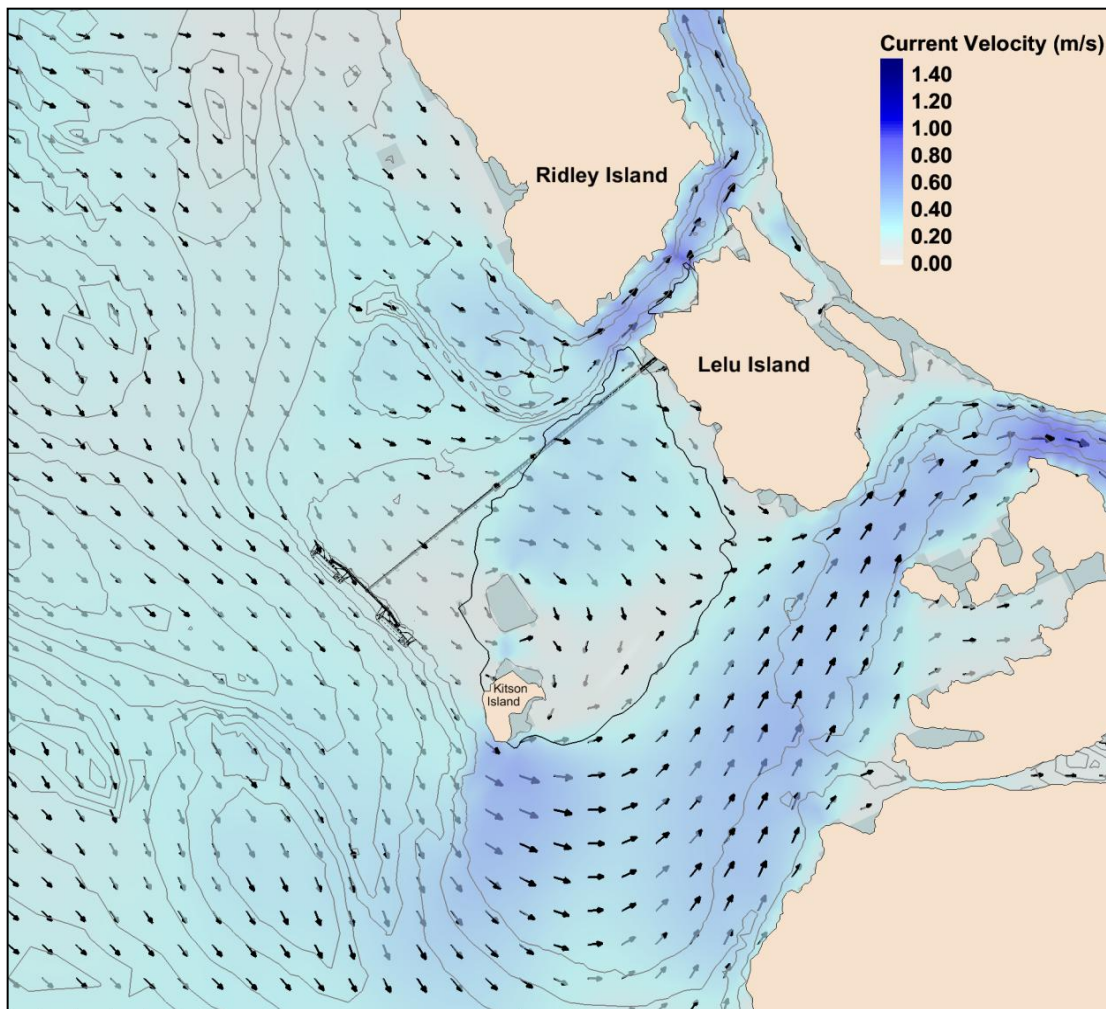 Current Velocity (m/s)
1.40
1.20
1.00
0.80
0.60
0.40
0.20
0.00
Ridley Island
Lelu Island
Kitson
Island